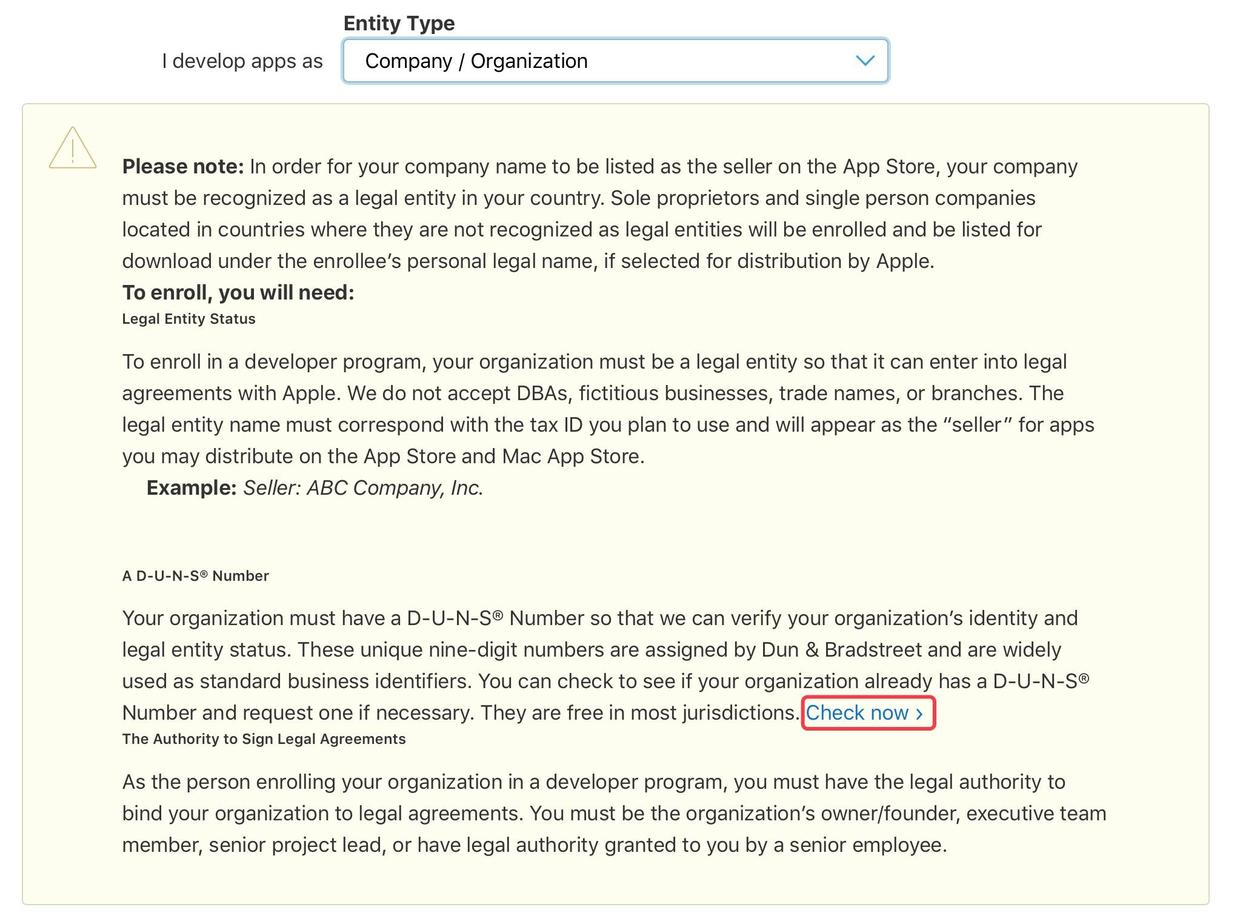 Entity Type
I develop apps as
Company / Organization
Please note: In order for your company name to be listed as the seller on the App Store, your company
must be recognized as a legal entity in your country. Sole proprietors and single person companies
located in countries where they are not recognized as legal entities will be enrolled and be listed for
download under the enrollee’s personal legal name, if selected for distribution by Apple.
To enroll, you will need:
Legal Entity Status
To enroll in a developer program, your organization must be a legal entity so that it can enter into legal
agreements with Apple. We do not accept DBAs, fictitious businesses, trade names, or branches. The
legal entity name must correspond with the tax ID you plan to use and will appear as the “seller” for apps
you may distribute on the App Store and Mac App Store.
Example: Seller: ABC Company, Inc.
A D-U-N-S® Number
Your organization must have a D-U-N-S® Number so that we can verify your organization’s identity and
legal entity status. These unique nine-digit numbers are assigned by Dun & Bradstreet and are widely
used as standard business identifiers. You can check to see if your organization already has a D-U-N-S®
Number and request one if necessary. They are free in most jurisdictions. Check now ›
The Authority to Sign Legal Agreements
As the person enrolling your organization in a developer program, you must have the legal authority to
bind your organization to legal agreements. You must be the organization’s owner/founder, executive team
member, senior project lead, or have legal authority granted to you by a senior employee.